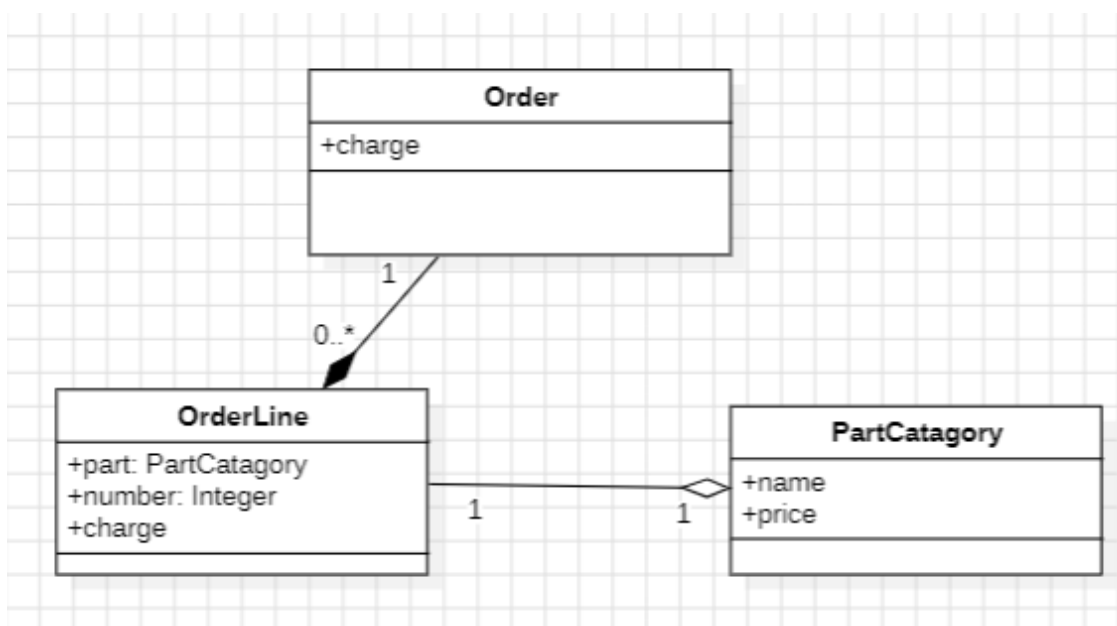 Order
+charge
1
0..*
OrderLine
+part: PartCatagory
+number: Integer
+charge
1
1
PartCatagory
+name
+price